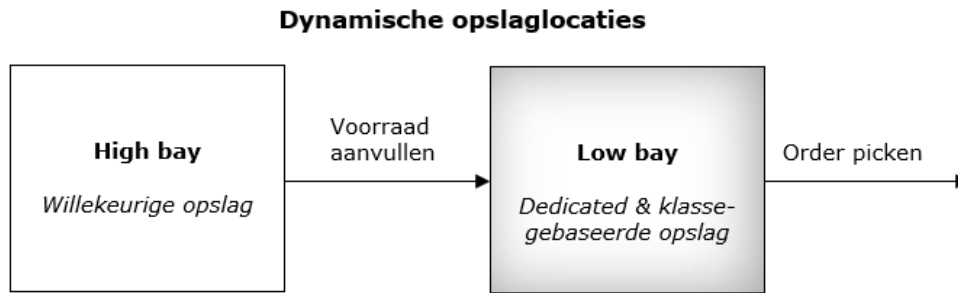 Dynamische opslaglocaties
High bay
Willekeurige opslag
Voorraad
aanvullen
Low bay
Dedicated & klasse-
gebaseerde opslag
Order picken